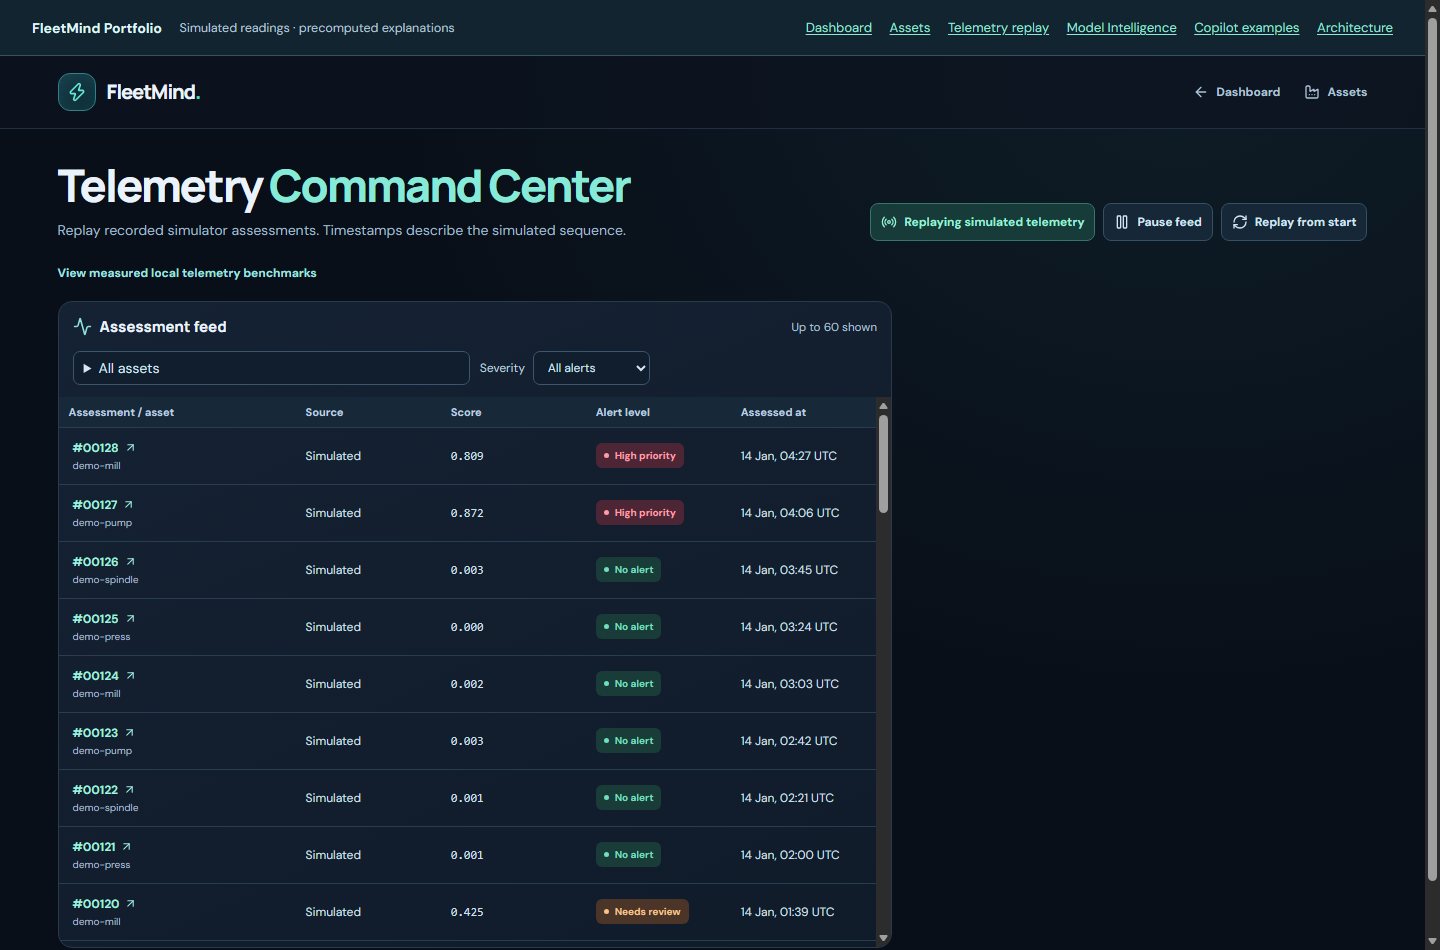 FleetMind Portfolio Simulated readings · precomputed explanations Dashboard Assets Telemetry replay Model Intelligence Copilot examples Architecture
FleetMind. Dashboard Assets
Telemetry Command Center
Replay recorded simulator assessments. Timestamps describe the simulated sequence.
Replaying simulated telemetry Pause feed Replay from start
View measured local telemetry benchmarks
Assessment feed Up to 60 shown
All assets Severity All alerts
Assessment / asset Source Score Alert level Assessed at
#00128 Simulated 0.809 High priority 14 Jan, 04:27 UTC
demo-mill
#00127 Simulated 0.872 High priority 14 Jan, 04:06 UTC
demo-pump
#00126 Simulated 0.003 No alert 14 Jan, 03:45 UTC
demo-spindle
#00125 Simulated 0.000 No alert 14 Jan, 03:24 UTC
demo-press
#00124 Simulated 0.002 No alert 14 Jan, 03:03 UTC
demo-mill
#00123 Simulated 0.003 No alert 14 Jan, 02:42 UTC
demo-pump
#00122 Simulated 0.001 No alert 14 Jan, 02:21 UTC
demo-spindle
#00121 Simulated 0.001 No alert 14 Jan, 02:00 UTC
demo-press
#00120 Simulated 0.425 Needs review 14 Jan, 01:39 UTC
demo-mill